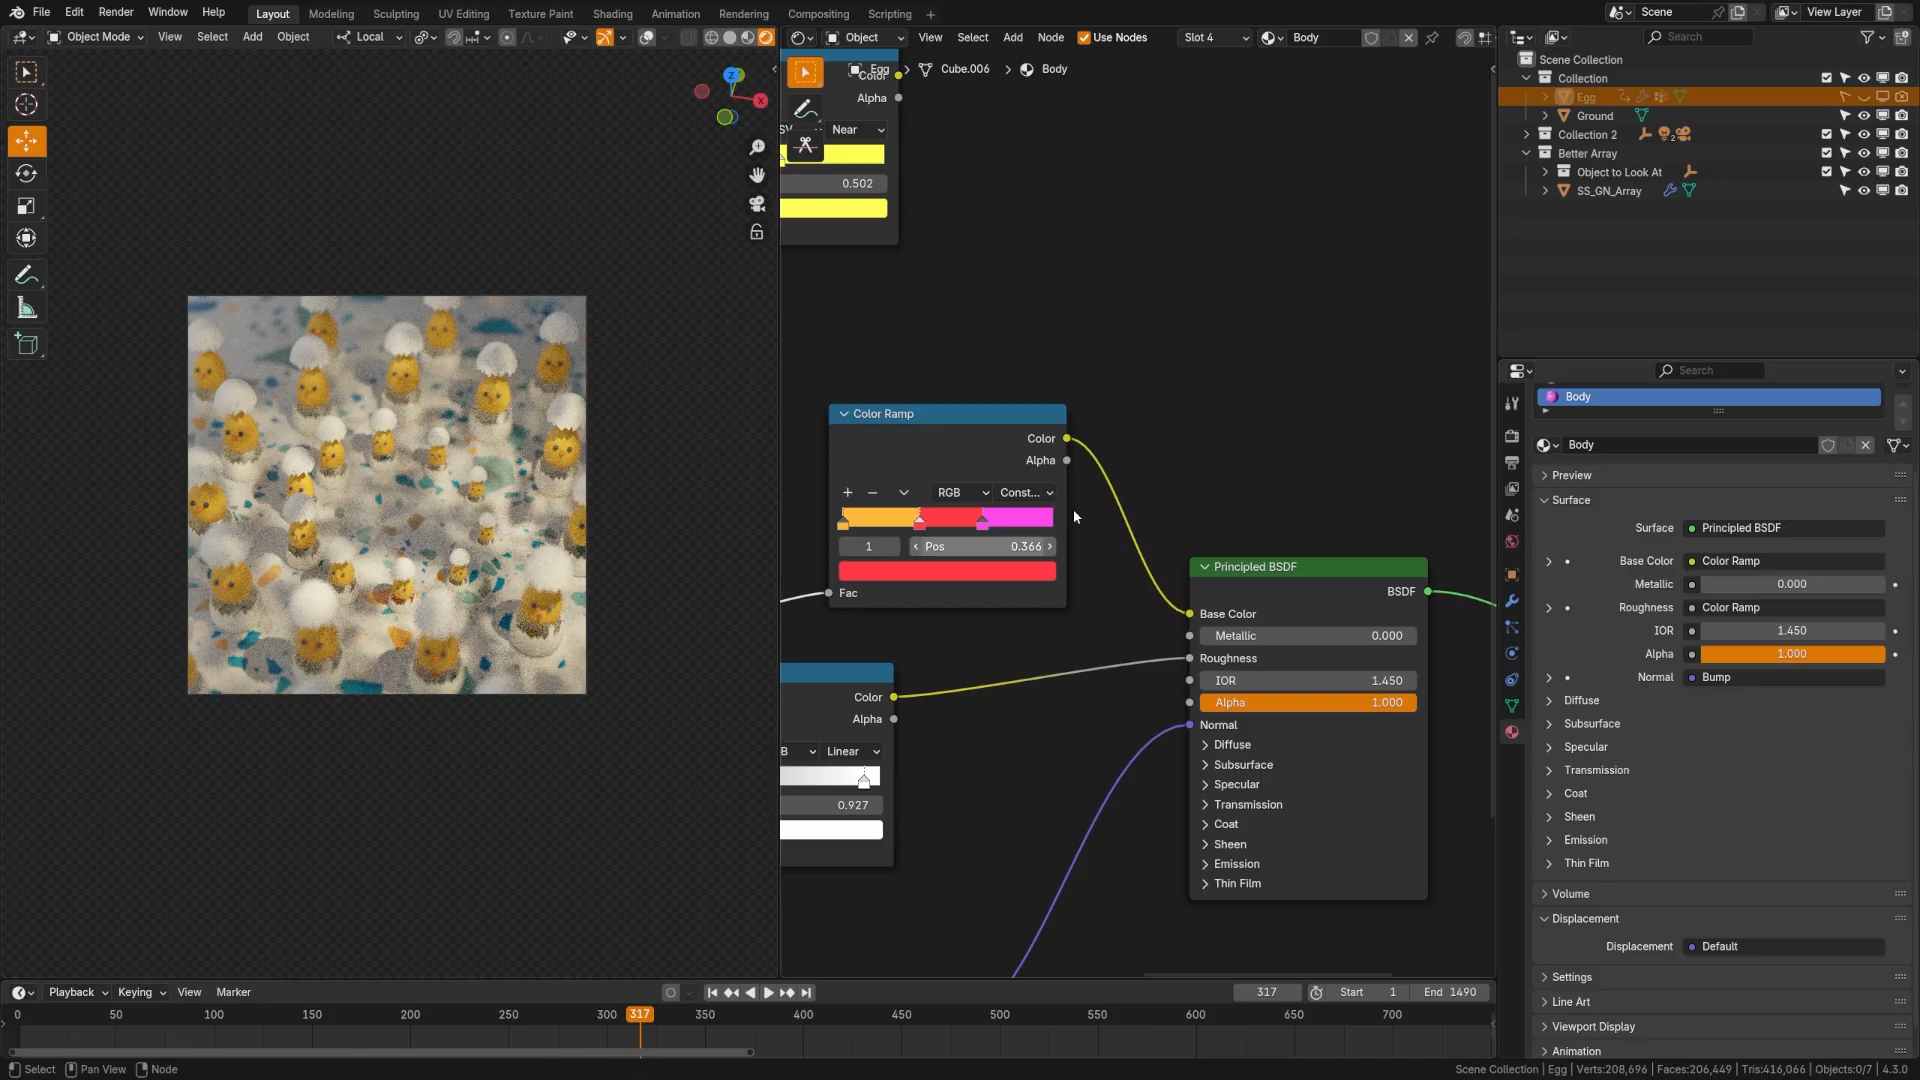 File Edit Render Window Help Layout Modeling Sculpting UV Editing Texture Paint Shading Animation Rendering Compositing Scripting Scene View Layer
Object Mode View Select Add Object Local Object View Select Add Node Use Nodes Slot 4 Body Search
Egg Cube.006 Body
Color
Alpha
Near
0.502
Scene Collection
Collection
Egg
Ground
Collection 2 2
Better Array
Object to Look At
SS_GN_Array
Color Ramp
Color
Alpha
RGB Const...
1 Pos 0.366
Fac
Color
Alpha
B Linear
0.927
Principled BSDF
BSDF
Base Color
Metallic 0.000
Roughness
IOR 1.450
Alpha 1.000
Normal
Diffuse
Subsurface
Specular
Transmission
Coat
Sheen
Emission
Thin Film
Search
Body
Body
Preview
Surface
Surface Principled BSDF
Base Color Color Ramp
Metallic 0.000
Roughness Color Ramp
IOR 1.450
Alpha 1.000
Normal Bump
Diffuse
Subsurface
Specular
Transmission
Coat
Sheen
Emission
Thin Film
Volume
Displacement
Displacement Default
Settings
Line Art
Viewport Display
Animation
Playback Keying View Marker 317 Start 1 End 1490
0 50 100 150 200 250 300 317 350 400 450 500 550 600 650 700
Select Pan View Node Scene Collection | Egg | Verts:208,696 | Faces:206,449 | Tris:416,066 | Objects:0/7 | 4.3.0